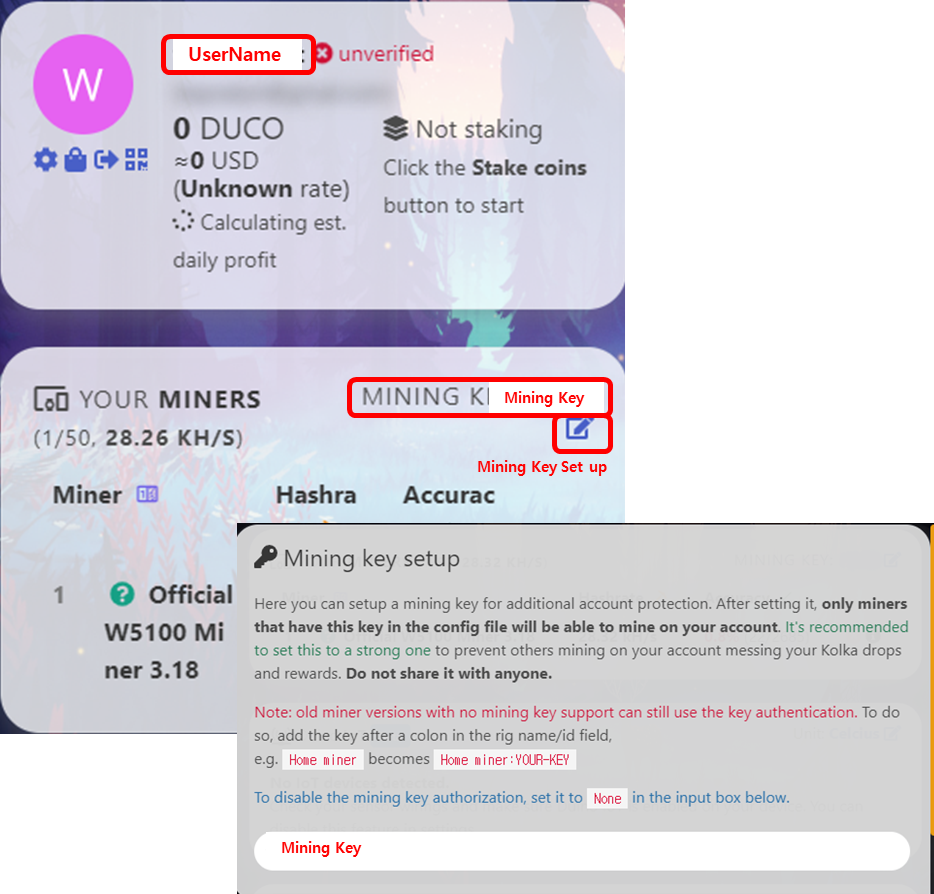 W
UserName
unverified
0 DUCO
≈0 USD
(Unknown rate)
Calculating est.
daily profit
Not staking
Click the Stake coins
button to start
YOUR MINERS
MINING K
Mining Key
(1/50, 28.26 KH/S)
Mining Key Set up
Miner
Hashra
Accurac
1
Official
W5100 Mi
ner 3.18
Mining key setup
Here you can setup a mining key for additional account protection. After setting it, only miners
that have this key in the config file will be able to mine on your account. It's recommended
to set this to a strong one to prevent others mining on your account messing your Kolka drops
and rewards. Do not share it with anyone.
Note: old miner versions with no mining key support can still use the key authentication. To do
so, add the key after a colon in the rig name/id field,
e.g. Home miner becomes Home miner:YOUR-KEY
To disable the mining key authorization, set it to None in the input box below.
Mining Key